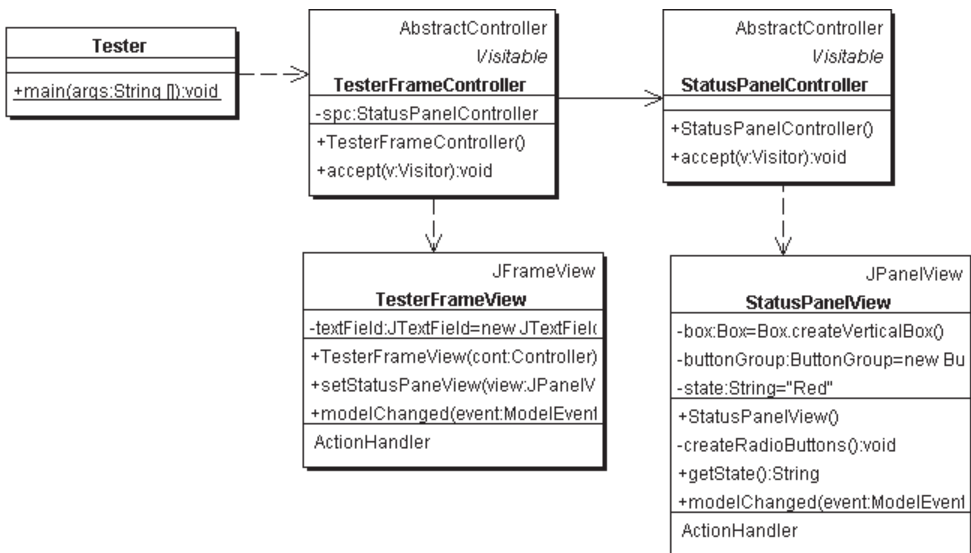 Tester
+main(args:String []):void
AbstractController
Visitable
TesterFrameController
-spc:StatusPanelController
+TesterFrameController()
+accept(v:Visitor):void
AbstractController
Visitable
StatusPanelController
+StatusPanelController()
+accept(v:Visitor):void
JFrameView
TesterFrameView
-textField:JTextField=new JTextField
+TesterFrameView(cont:Controller)
+setStatusPaneView(view:JPanelV
+modelChanged(event:ModelEvent
ActionHandler
JPanelView
StatusPanelView
-box:Box=Box.createVerticalBox()
-buttonGroup:ButtonGroup=new Bu
-state:String="Red"
+StatusPanelView()
-createRadioButtons():void
+getState():String
+modelChanged(event:ModelEvent
ActionHandler